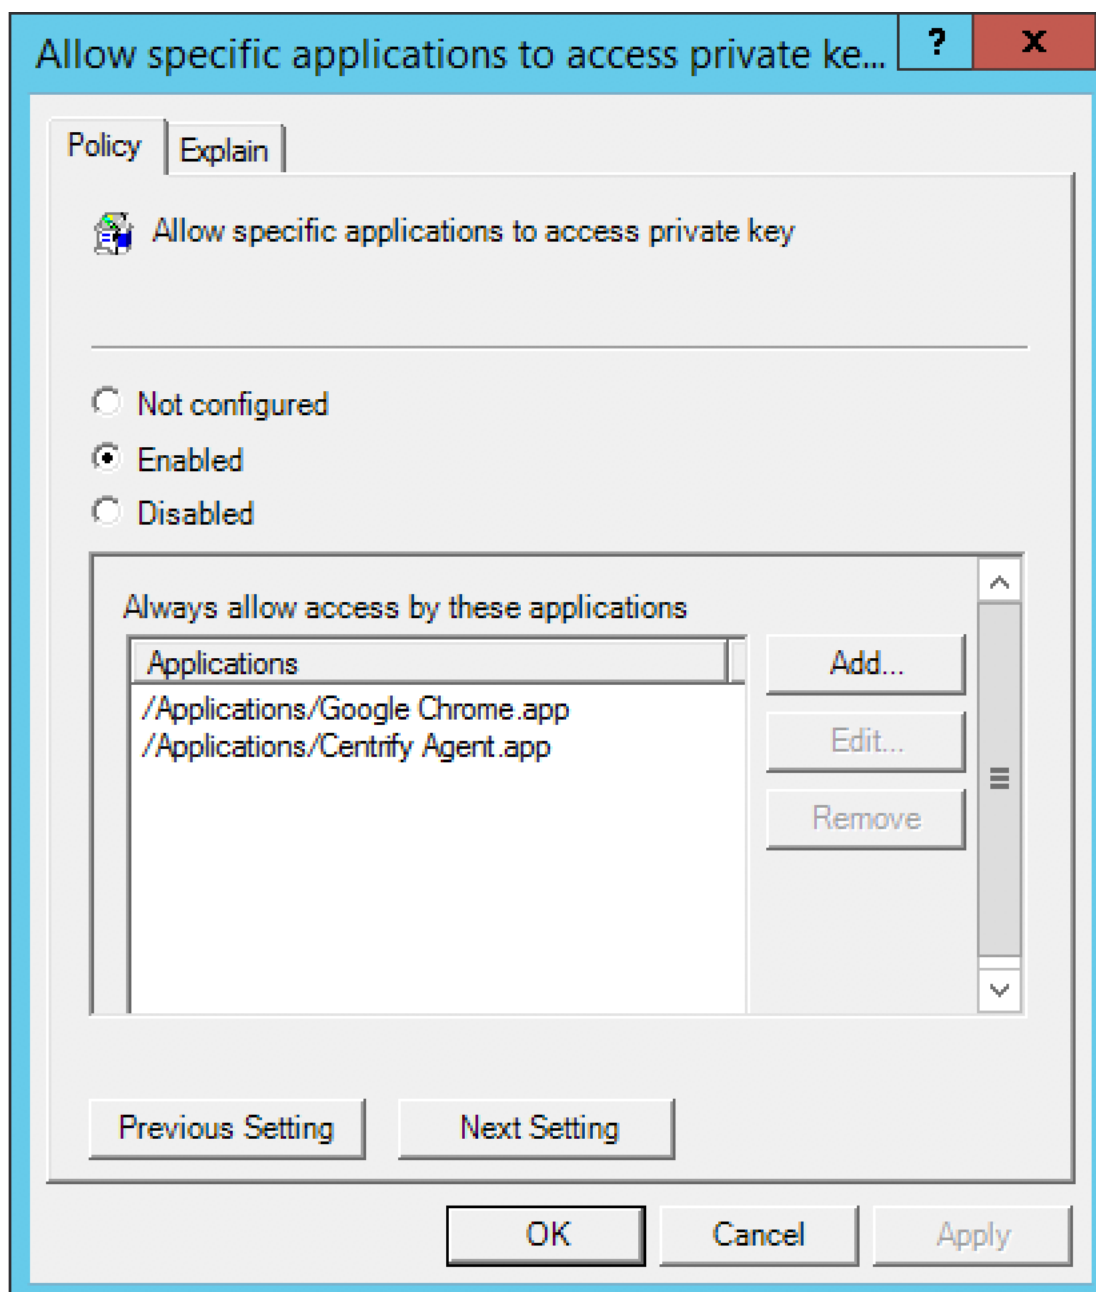 Allow specific applications to access private ke...
?
x
Policy
Explain
Allow specific applications to access private key
Not configured
Enabled
Disabled
Always allow access by these applications
Applications
Add...
/Applications/Google Chrome.app
/Applications/Centrify Agent.app
Edit...
Remove
Previous Setting
Next Setting
OK
Cancel
Apply